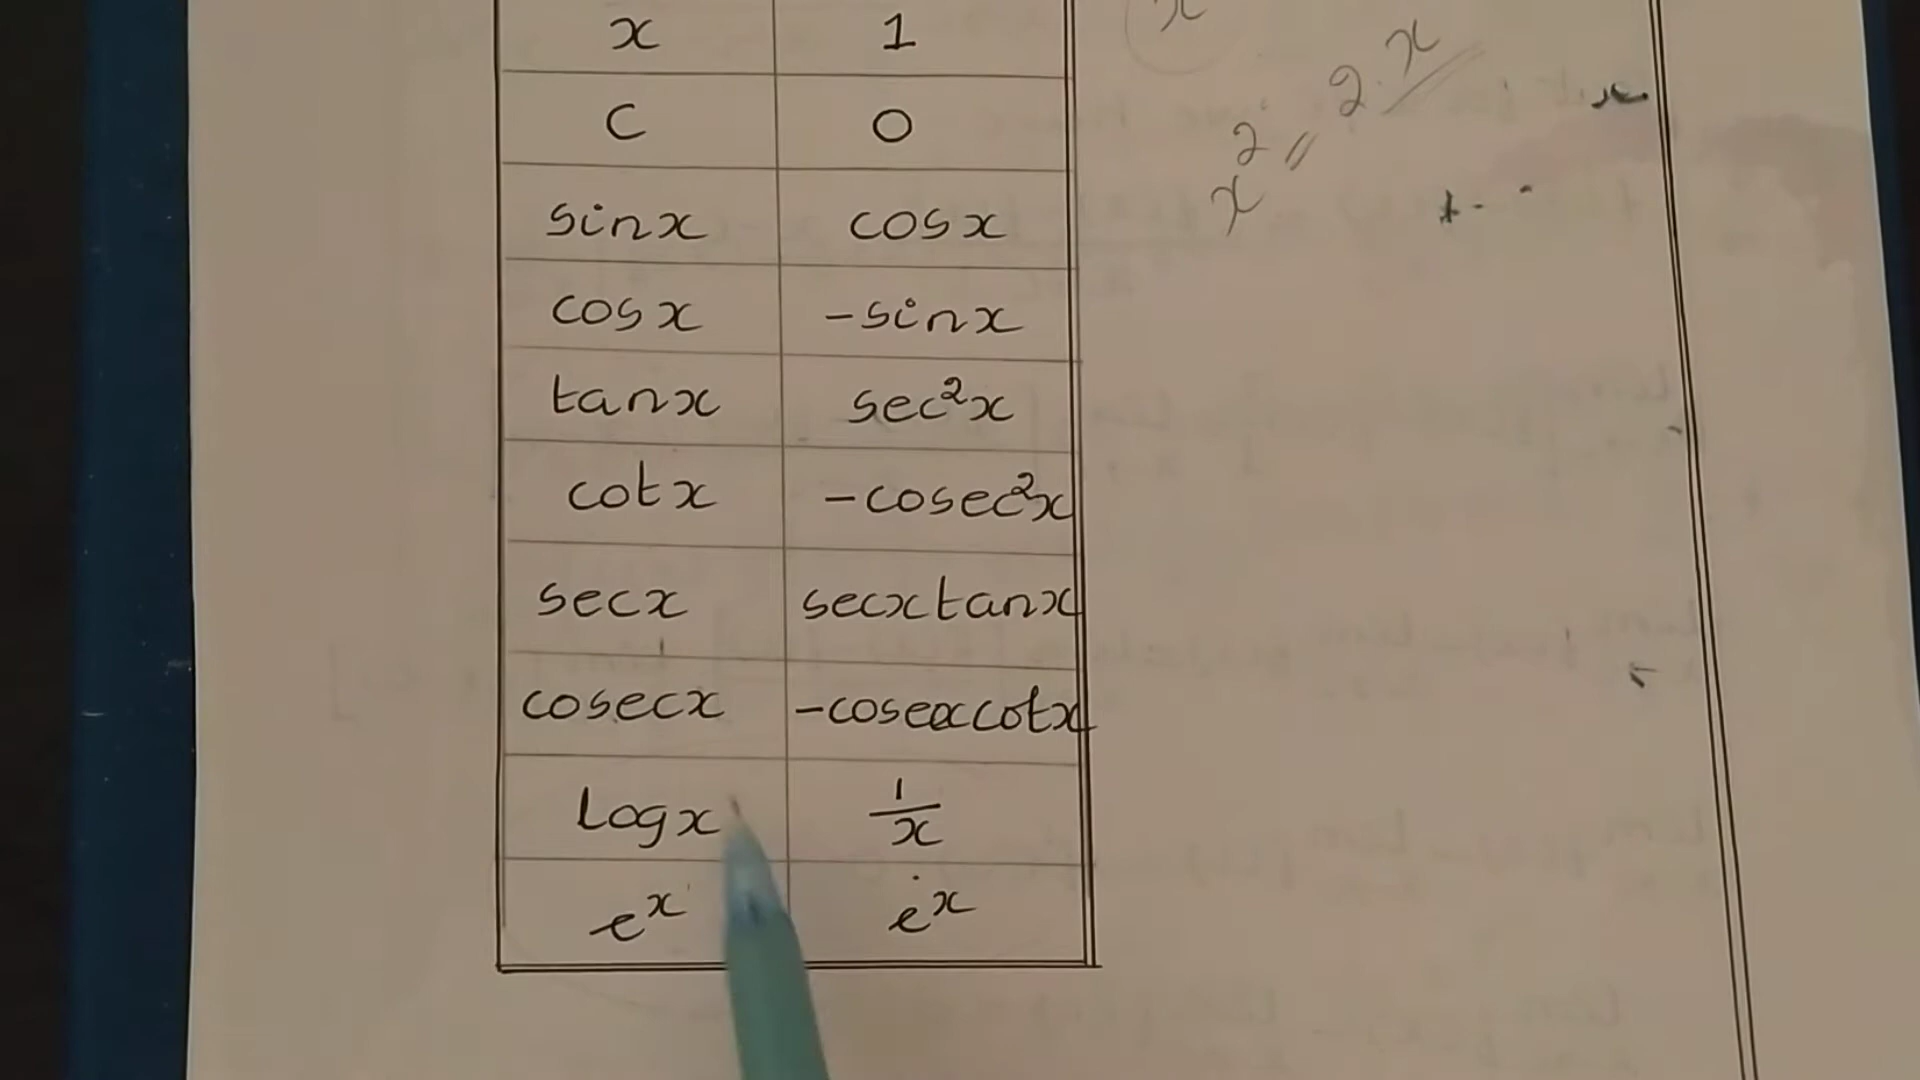 x 1
C 0
sinx cosx
cosx -sinx
tanx sec²x
cotx -cosec²x
secx secxtanx
cosecx -cosecxcotx
Logx 1/x
eˣ eˣ
x
2x
x²